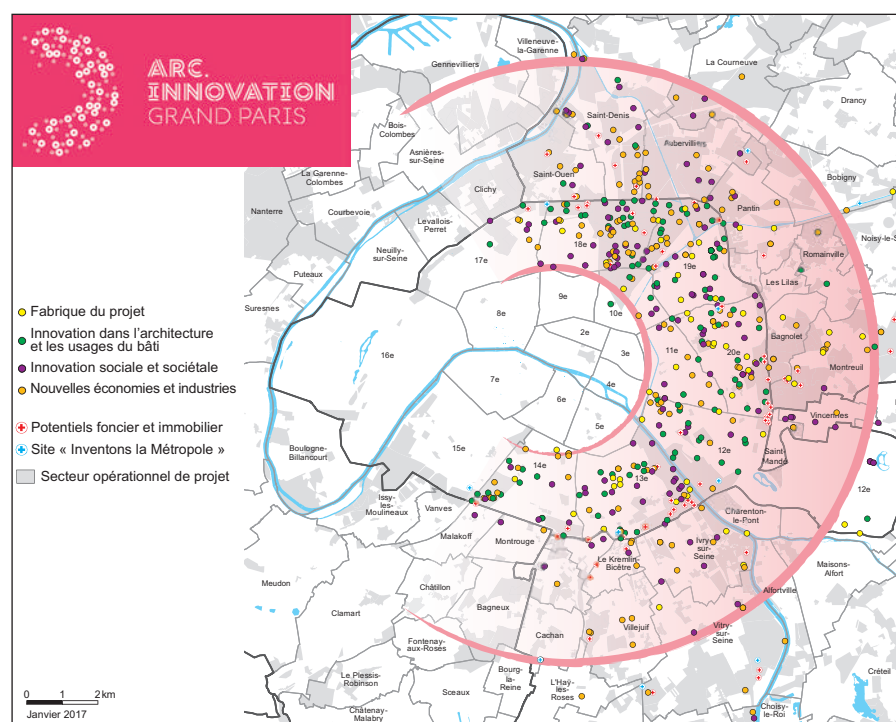 ARC.
INNOVATION
GRAND PARIS
Villeneuve-
la-Garenne
La Courneuve
Gennevilliers
Drancy
Saint-Denis
Bois-
Colombes
Aubervilliers
Asnières-
sur-Seine
La Garenne-
Colombes
Saint-Ouen
Bobigny
Clichy
Nanterre
Courbevoie
Levallois-
Perret
Pantin
Noisy-le-S
Neuilly-
sur-Seine
18e
17e
Romainville
19e
Puteaux
Les Lilas
Suresnes
9e
10e
8e
Bagnolet
2e
16e
3e
11e
20e
Montreuil
7e
4e
6e
Vincennes
5e
15e
12e
Saint-
Mandé
Boulogne-
Billancourt
14e
13e
12e
Issy-
les-
Moulineaux
Vanves
Charenton-
le-Pont
Malakoff
Montrouge
Ivry-
sur-
Seine
Le Kremlin-
Bicêtre
Maisons-
Alfort
Meudon
Châtillon
Alfortville
Clamart
Bagneux
Villejuif
Vitry-
sur-
Seine
Cachan
Fontenay-
aux-Roses
Bourg-
la-
Reine
Le Plessis-
Robinson
Sceaux
L'Haÿ-
les-
Roses
Créteil
Châtenay-
Malabry
Choisy-
le-Roi
Fabrique du projet
Innovation dans l'architecture
et les usages du bâti
Innovation sociale et sociétale
Nouvelles économies et industries
Potentiels foncier et immobilier
Site « Inventons la Métropole »
Secteur opérationnel de projet
0 1 2 km
Janvier 2017